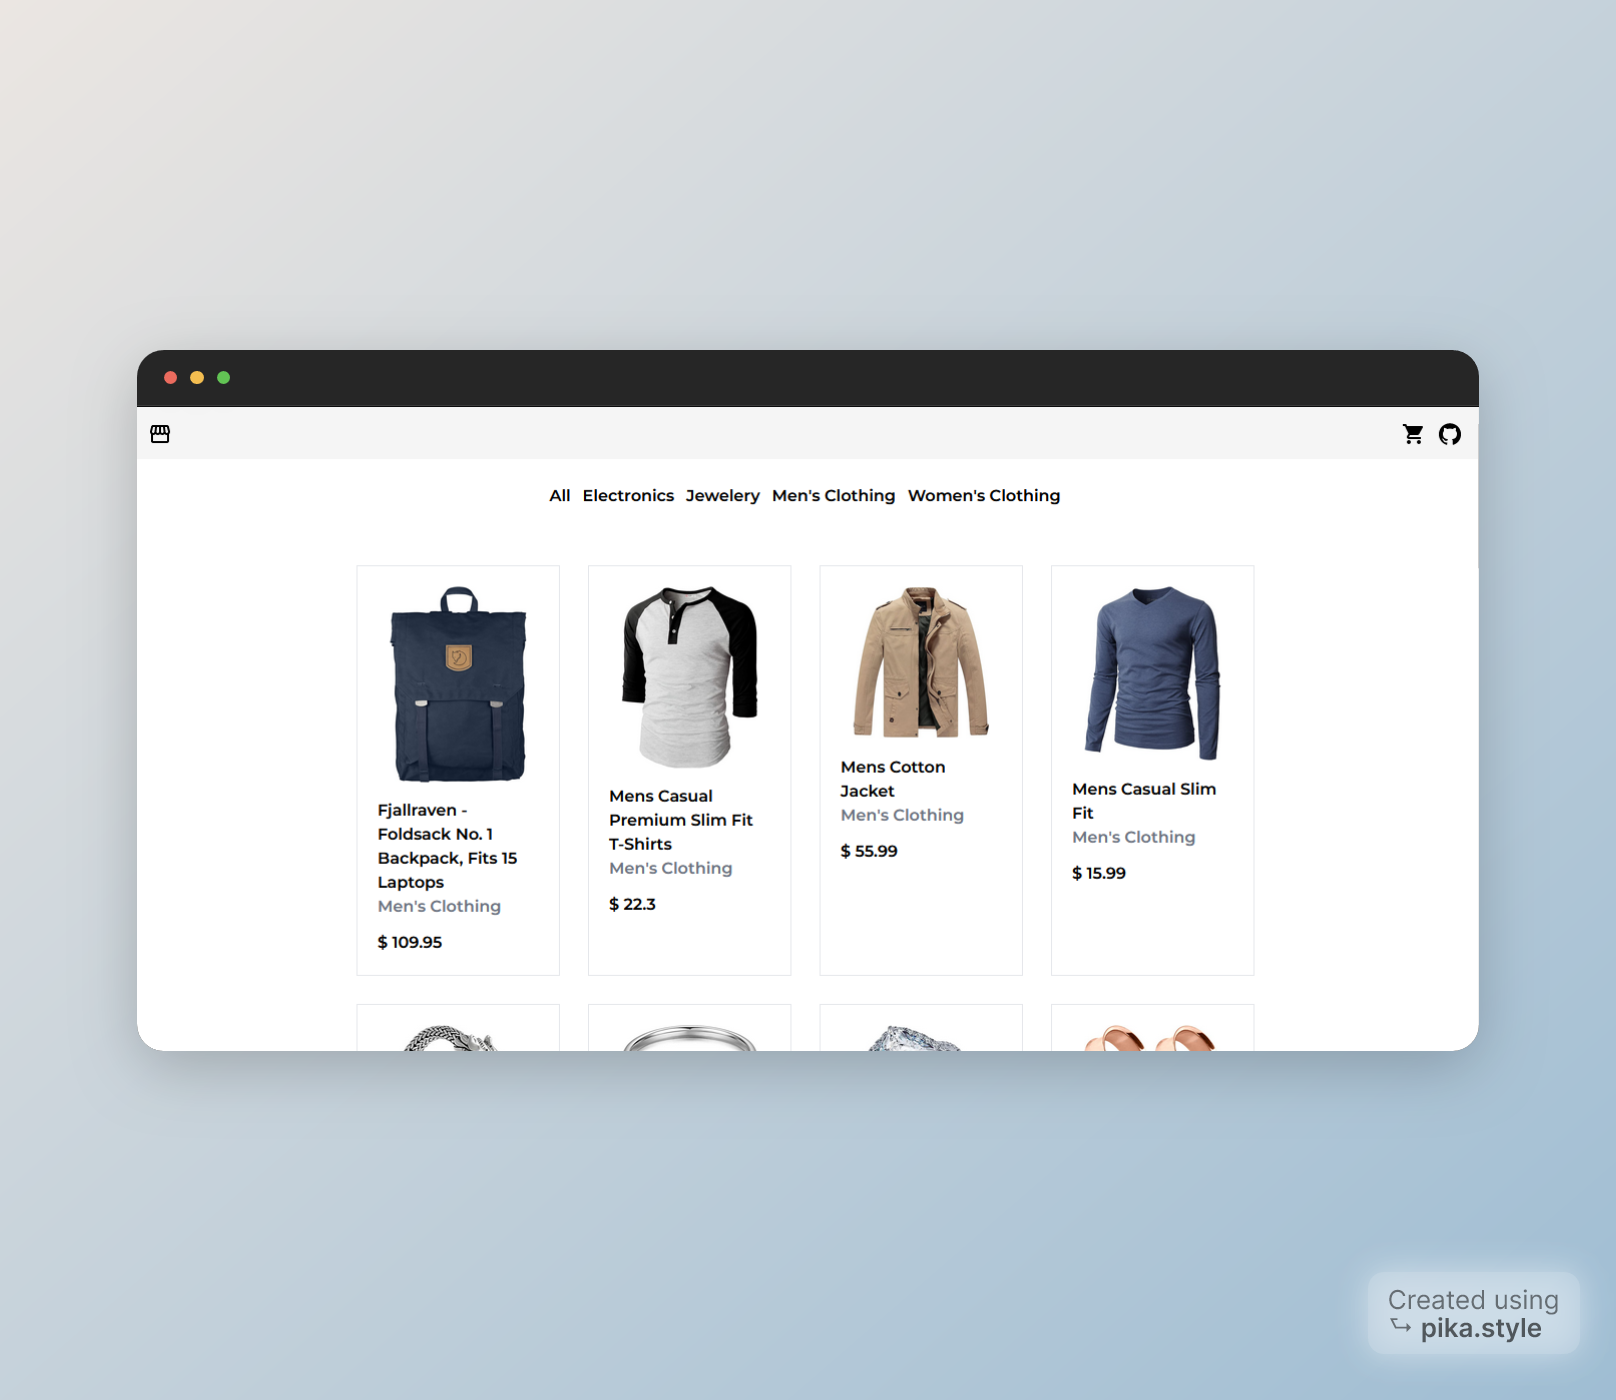 All Electronics Jewelery Men's Clothing Women's Clothing
Fjallraven -
Foldsack No. 1
Backpack, Fits 15
Laptops
Men's Clothing
$ 109.95
Mens Casual
Premium Slim Fit
T-Shirts
Men's Clothing
$ 22.3
Mens Cotton
Jacket
Men's Clothing
$ 55.99
Mens Casual Slim
Fit
Men's Clothing
$ 15.99
Created using
pika.style